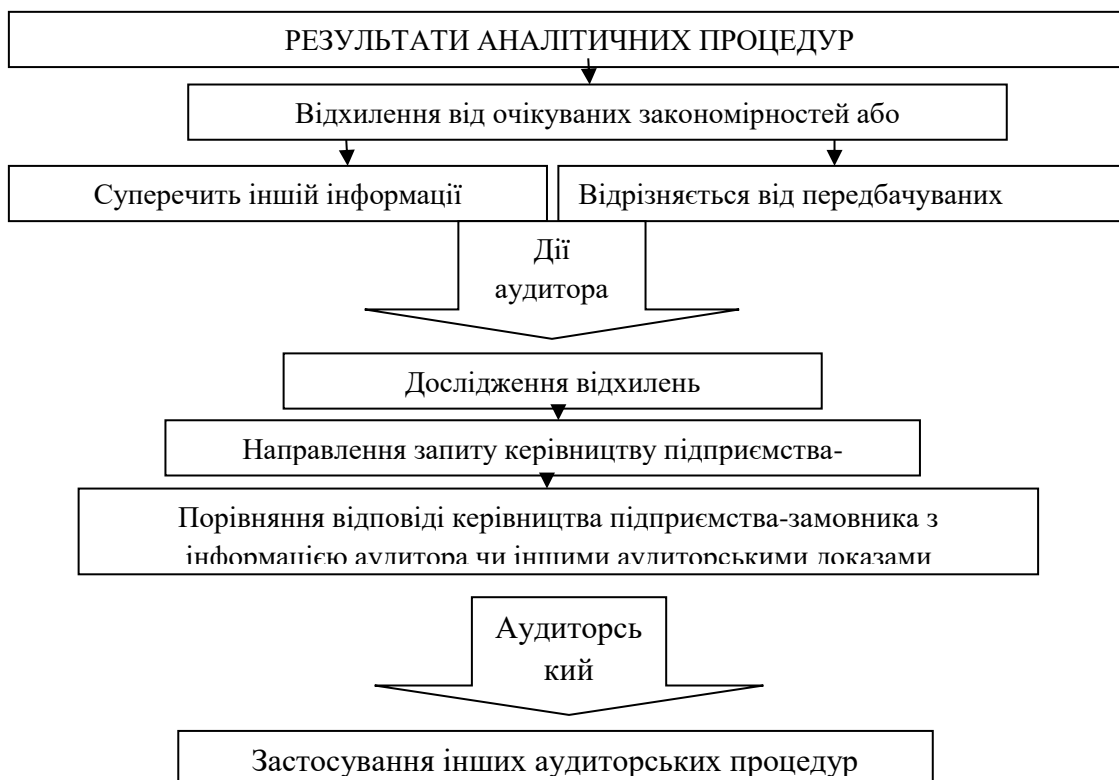 РЕЗУЛЬТАТИ АНАЛІТИЧНИХ ПРОЦЕДУР
Відхилення від очікуваних закономірностей або
Суперечить іншій інформації
Відрізняється від передбачуваних
Дії
аудитора
Дослідження відхилень
Направлення запиту керівництву підприємства-
Порівняння відповіді керівництва підприємства-замовника з
інформацією аудитора чи іншими аудиторськими доказами
Аудиторсь
кий
Застосування інших аудиторських процедур